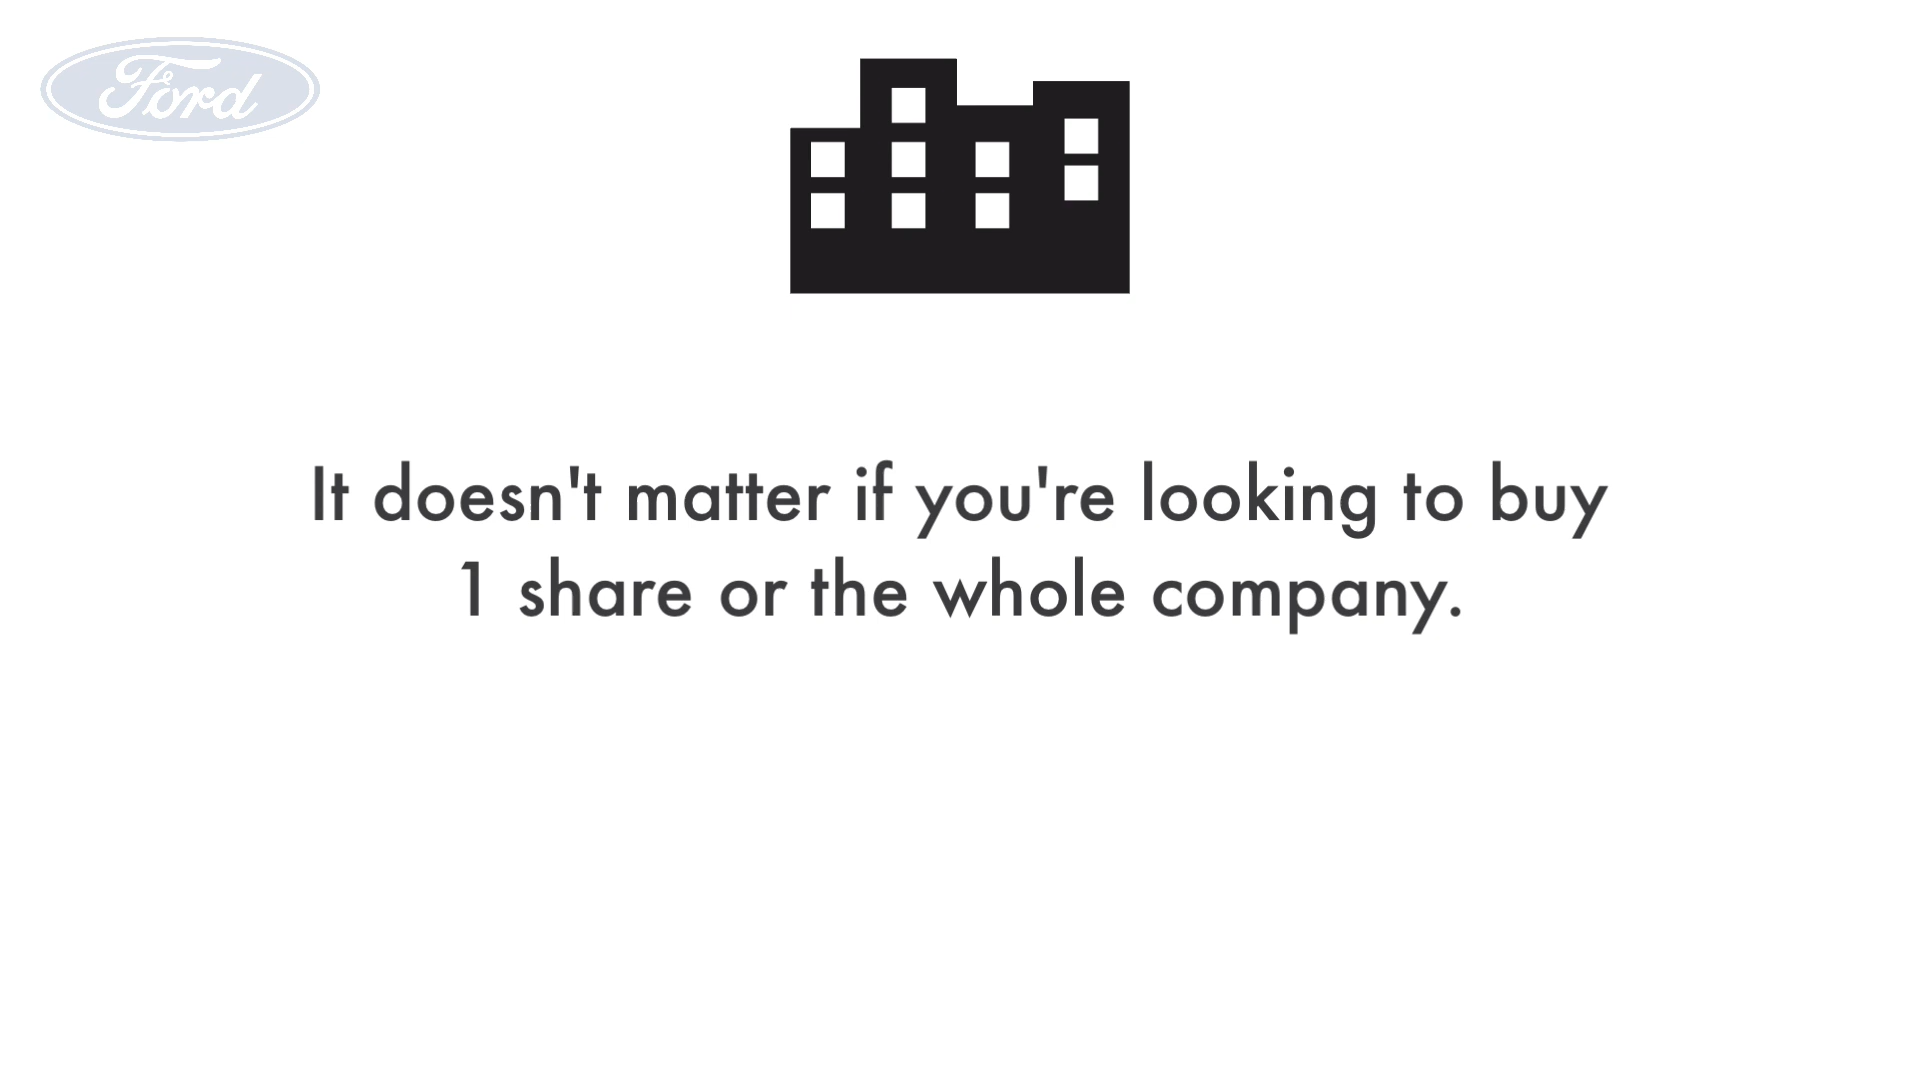 Ford
It doesn't matter if you're looking to buy
1 share or the whole company.